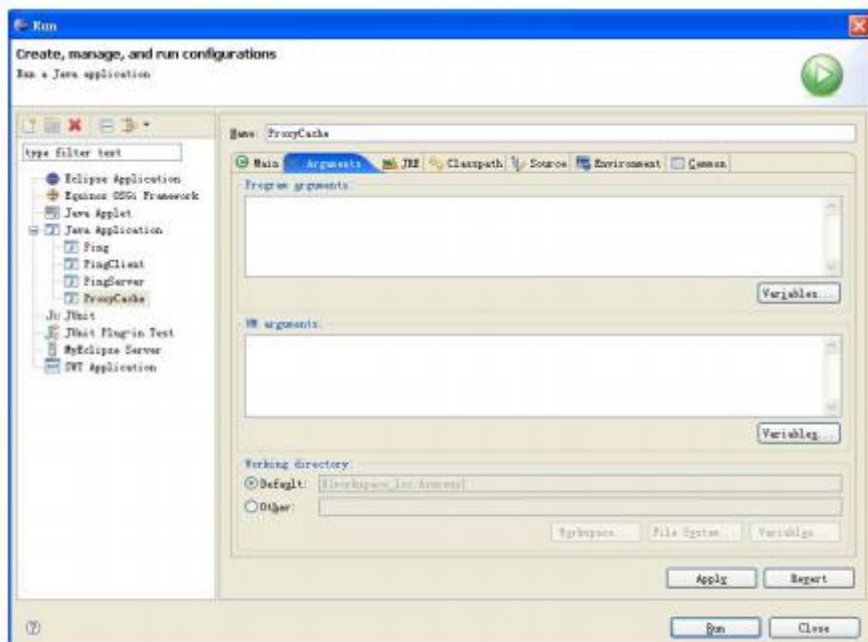 Run
Create, manage, and run configurations
Run a Java application
type filter text
Eclipse Application
Equinox OSGi Framework
Java Applet
Java Application
Ping
PingClient
PingServer
ProxyCache
JUnit
JUnit Plug-in Test
MyEclipse Server
SWT Application
Name: ProxyCache
Main Arguments JRE Classpath Source Environment Common
Program arguments:
Variables...
VM arguments:
Variables...
Working directory:
Default:
Other:
Workspace... File System... Variables...
Apply Revert
Run Close